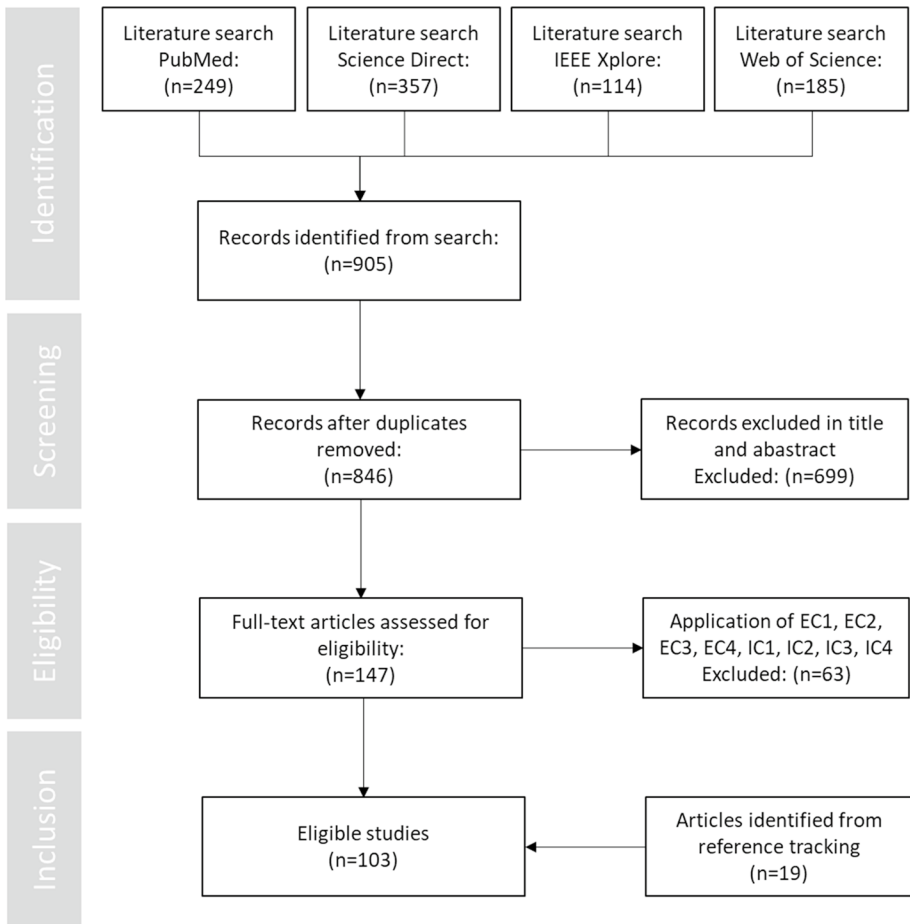 Identification
Literature search
PubMed:
(n=249)
Literature search
Science Direct:
(n=357)
Literature search
IEEE Xplore:
(n=114)
Literature search
Web of Science:
(n=185)
Records identified from search:
(n=905)
Screening
Records after duplicates
removed:
(n=846)
Records excluded in title
and abastract
Excluded: (n=699)
Eligibility
Full-text articles assessed for
eligibility:
(n=147)
Application of EC1, EC2,
EC3, EC4, IC1, IC2, IC3, IC4
Excluded: (n=63)
Inclusion
Eligible studies
(n=103)
Articles identified from
reference tracking
(n=19)